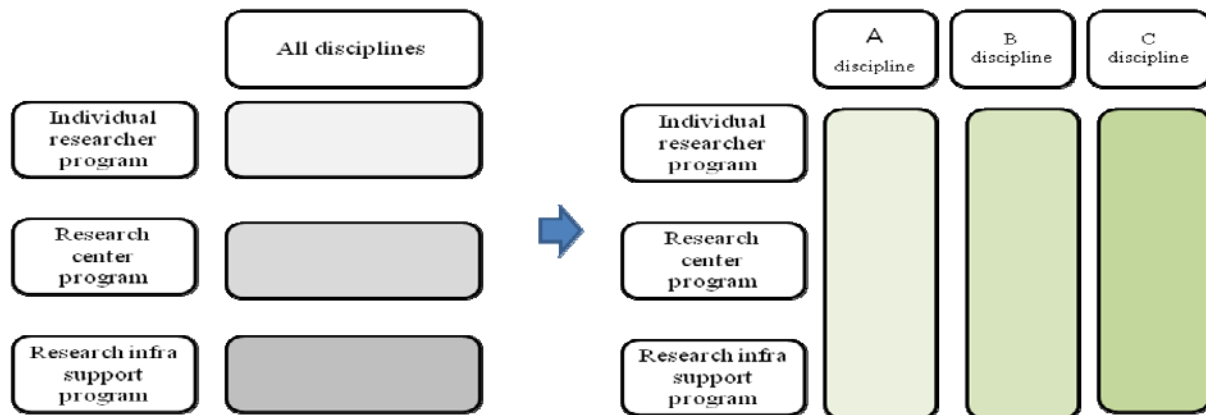 All disciplines
Individual
researcher
program
Research
center
program
Research infra
support
program
A
discipline
B
discipline
C
discipline
Individual
researcher
program
Research
center
program
Research infra
support
program